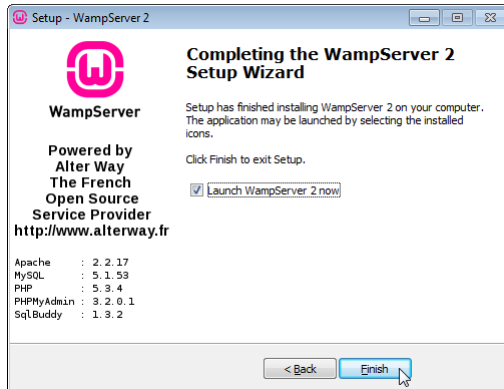 Setup - WampServer 2
WampServer
Powered by
Alter Way
The French
Open Source
Service Provider
http://www.alterway.fr
Apache : 2.2.17
MySQL : 5.1.53
PHP : 5.3.4
PHPMyAdmin : 3.2.0.1
SqlBuddy : 1.3.2
Completing the WampServer 2
Setup Wizard
Setup has finished installing WampServer 2 on your computer.
The application may be launched by selecting the installed
icons.
Click Finish to exit Setup.
Launch WampServer 2 now
< Back
Finish